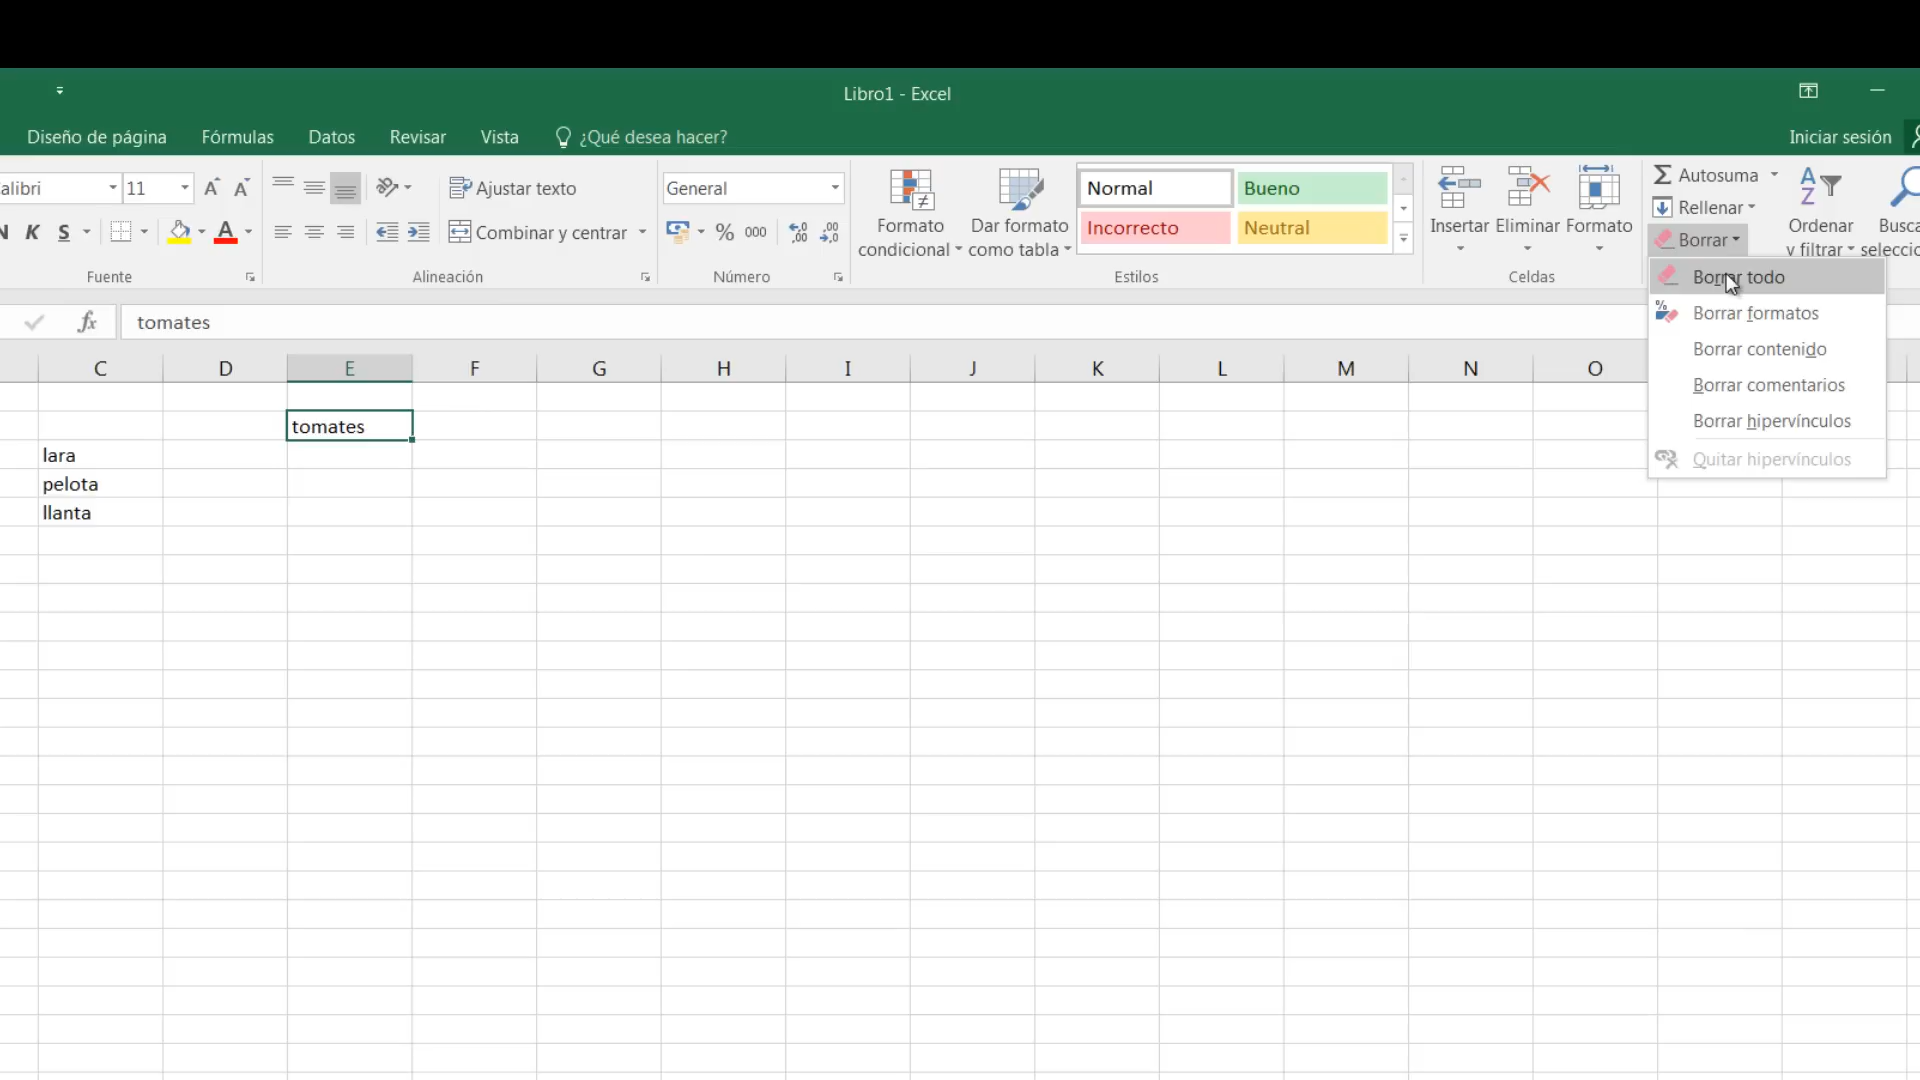 Libro1 - Excel
Diseño de página Fórmulas Datos Revisar Vista ¿Qué desea hacer? Iniciar sesión
alibri 11 Ajustar texto General Normal Bueno Autosuma
Rellenar
N K S A Combinar y centrar % 000 Formato condicional Dar formato como tabla Incorrecto Neutral Insertar Eliminar Formato Borrar Ordenar y filtrar Busca selecció
Fuente Alineación Número Estilos Celdas
Borrar todo
Borrar formatos
Borrar contenido
Borrar comentarios
Borrar hipervínculos
Quitar hipervínculos
fx tomates
C D E F G H I J K L M N O
tomates
lara
pelota
llanta